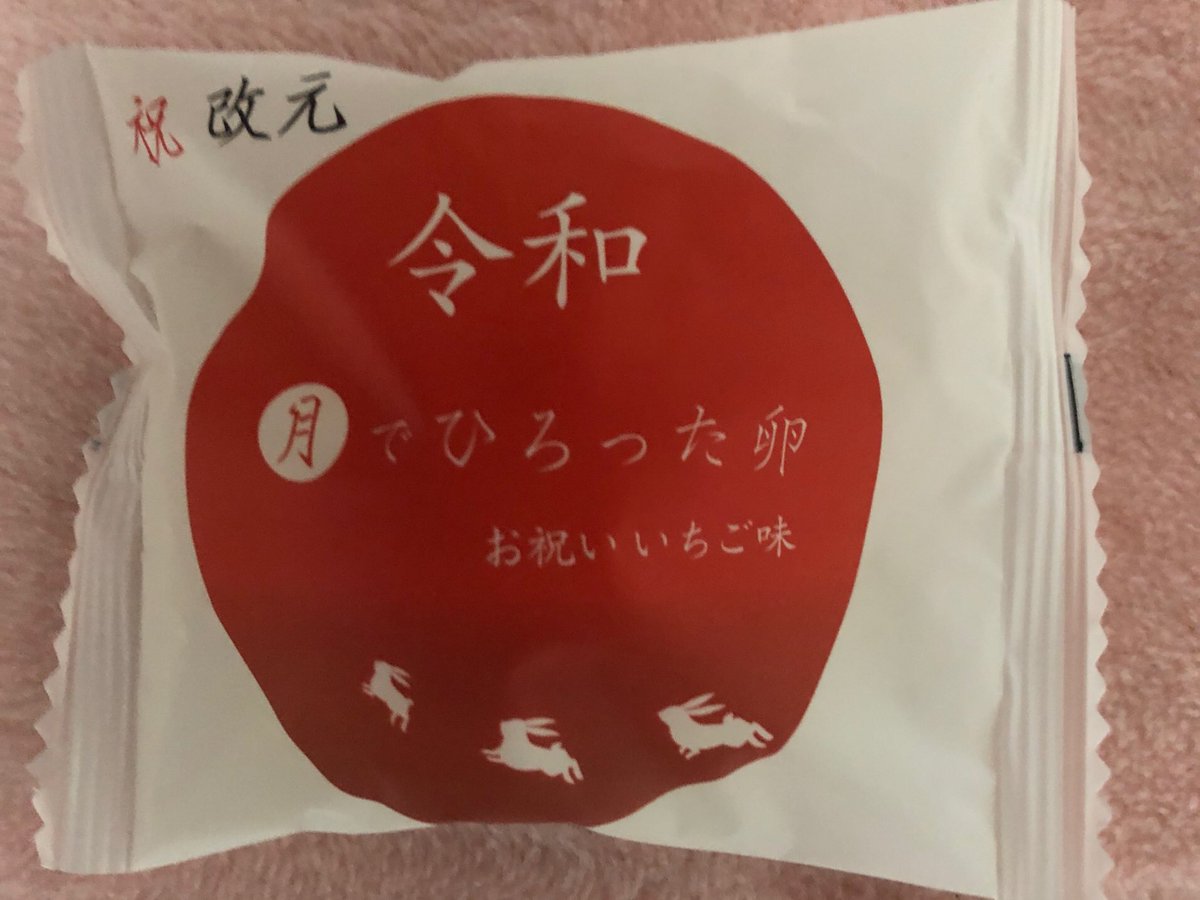 祝 改元
令和
月でひろった卵
お祝いいちご味